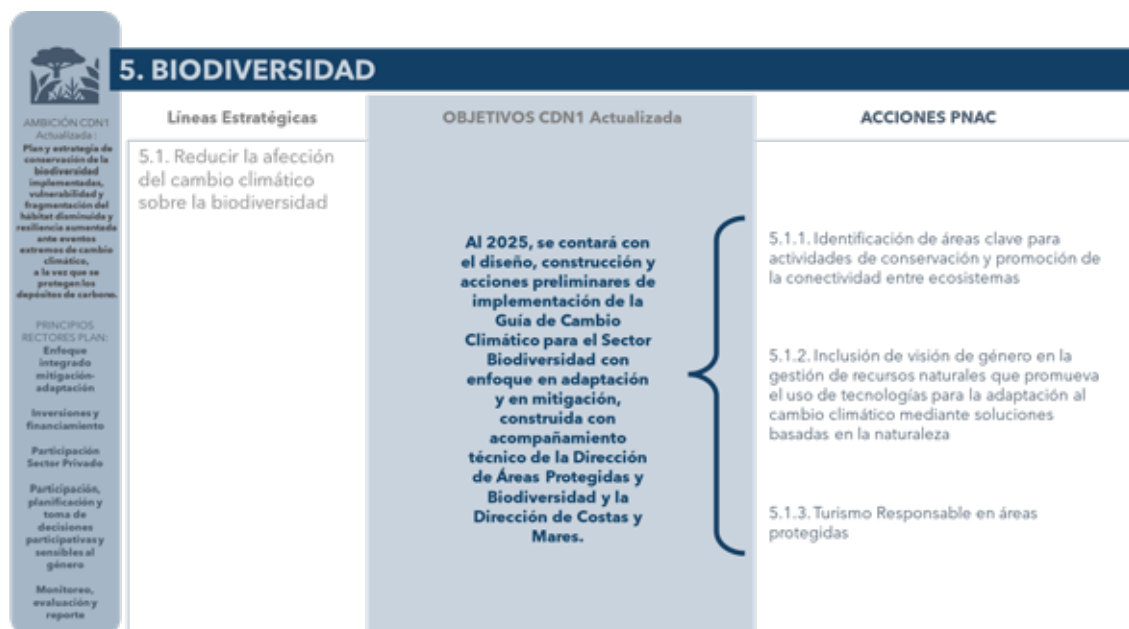 5. BIODIVERSIDAD
AMBICIÓN CDN1
Actualizada :
Plan y estrategia de
conservación de la
biodiversidad
implementadas,
vulnerabilidad y
fragmentación del
hábitat disminuida y
resiliencia aumentada
ante eventos
extremos de cambio
climático,
a la vez que se
protegen los
depósitos de carbono.
PRINCIPIOS
RECTORES PLAN:
Enfoque
integrado
mitigación-
adaptación
Inversiones y
financiamiento
Participación
Sector Privado
Participación,
planificación y
toma de
decisiones
participativas y
sensibles al
género
Monitoreo,
evaluación y
reporte
Líneas Estratégicas
5.1. Reducir la afección
del cambio climático
sobre la biodiversidad
OBJETIVOS CDN1 Actualizada
Al 2025, se contará con
el diseño, construcción y
acciones preliminares de
implementación de la
Guía de Cambio
Climático para el Sector
Biodiversidad con
enfoque en adaptación
y en mitigación,
construida con
acompañamiento
técnico de la Dirección
de Áreas Protegidas y
Biodiversidad y la
Dirección de Costas y
Mares.
ACCIONES PNAC
5.1.1. Identificación de áreas clave para
actividades de conservación y promoción de
la conectividad entre ecosistemas
5.1.2. Inclusión de visión de género en la
gestión de recursos naturales que promueva
el uso de tecnologías para la adaptación al
cambio climático mediante soluciones
basadas en la naturaleza
5.1.3. Turismo Responsable en áreas
protegidas